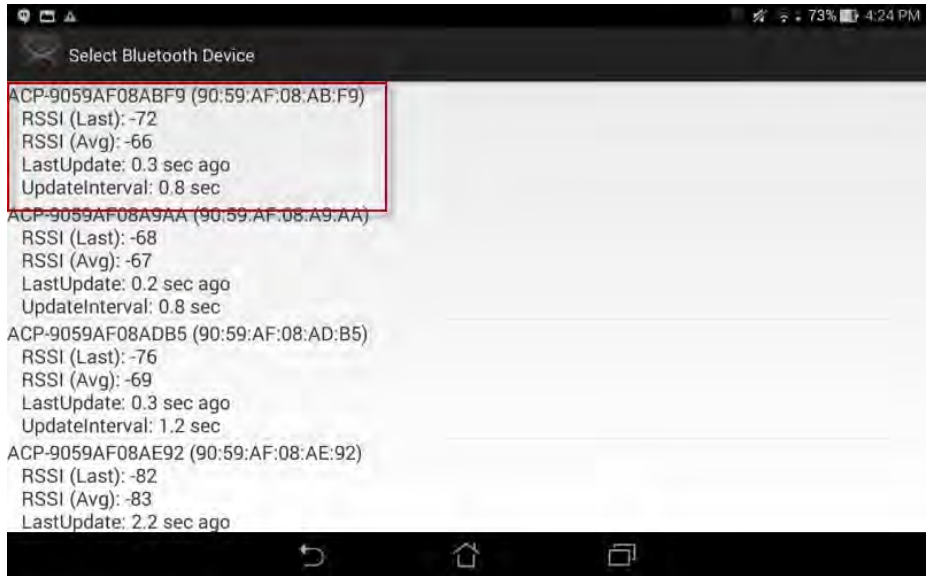 73% 4:24 PM
Select Bluetooth Device
ACP-9059AF08ABF9 (90:59:AF:08:AB:F9)
RSSI (Last): -72
RSSI (Avg): -66
LastUpdate: 0.3 sec ago
UpdateInterval: 0.8 sec
ACP-9059AF08A9AA (90:59:AF:08:A9:AA)
RSSI (Last): -68
RSSI (Avg): -67
LastUpdate: 0.2 sec ago
UpdateInterval: 0.8 sec
ACP-9059AF08ADB5 (90:59:AF:08:AD:B5)
RSSI (Last): -76
RSSI (Avg): -69
LastUpdate: 0.3 sec ago
UpdateInterval: 1.2 sec
ACP-9059AF08AE92 (90:59:AF:08:AE:92)
RSSI (Last): -82
RSSI (Avg): -83
LastUpdate: 2.2 sec ago